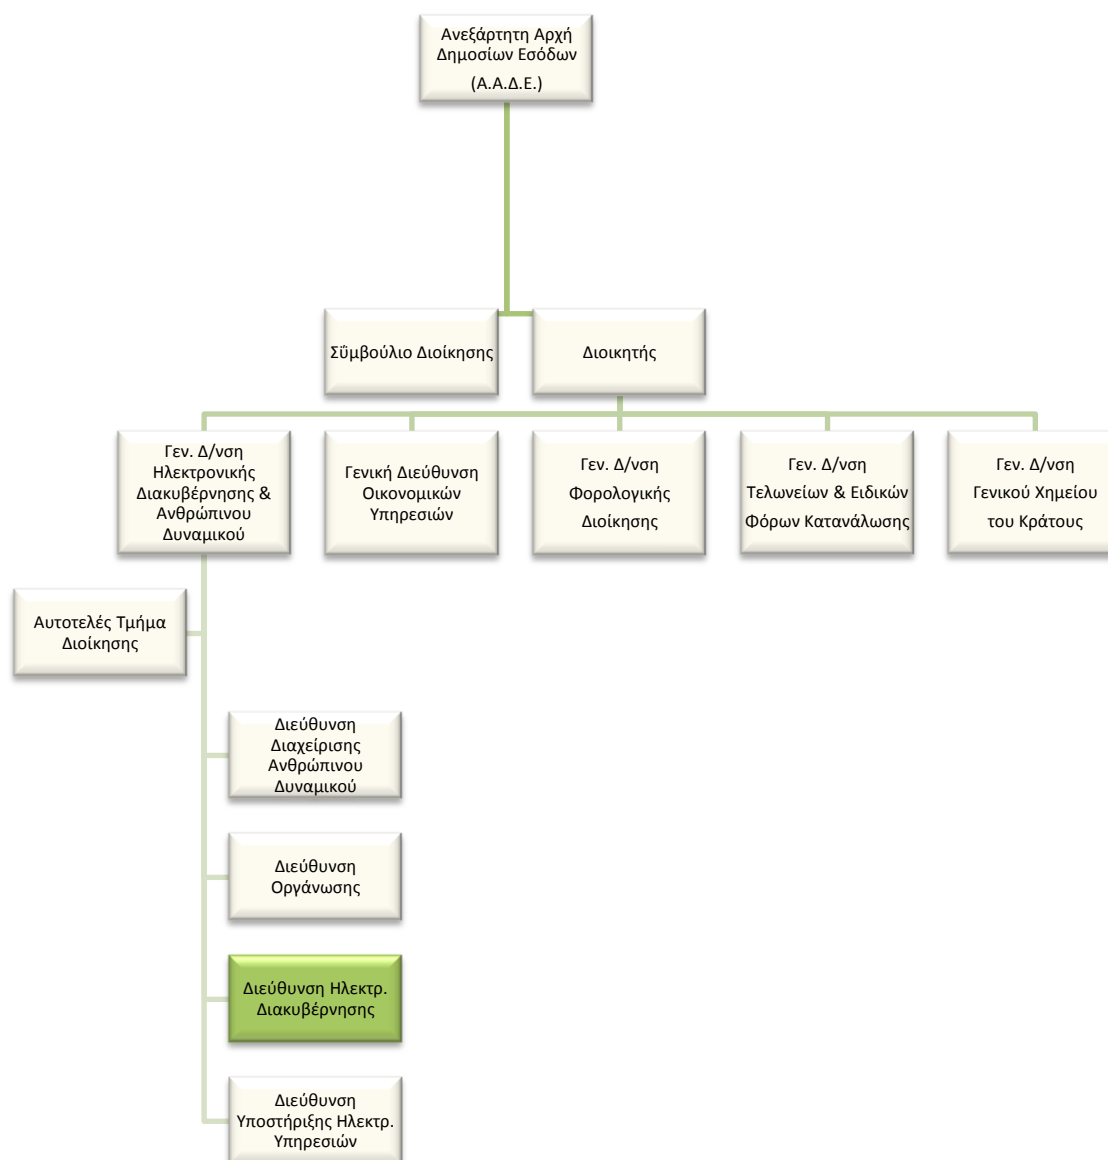 Ανεξάρτητη Αρχή
Δημοσίων Εσόδων
(Α.Α.Δ.Ε.)
Σΰμβούλιο Διοίκησης
Διοικητής
Γεν. Δ/νση
Ηλεκτρονικής
Διακυβέρνησης &
Ανθρώπινου
Δυναμικού
Γενική Διεύθυνση
Οικονομικών
Υπηρεσιών
Γεν. Δ/νση
Φορολογικής
Διοίκησης
Γεν. Δ/νση
Τελωνείων & Ειδικών
Φόρων Κατανάλωσης
Γεν. Δ/νση
Γενικού Χημείου
του Κράτους
Αυτοτελές Τμήμα
Διοίκησης
Διεύθυνση
Διαχείρισης
Ανθρώπινου
Δυναμικού
Διεύθυνση
Οργάνωσης
Διεύθυνση Ηλεκτρ.
Διακυβέρνησης
Διεύθυνση
Υποστήριξης Ηλεκτρ.
Υπηρεσιών